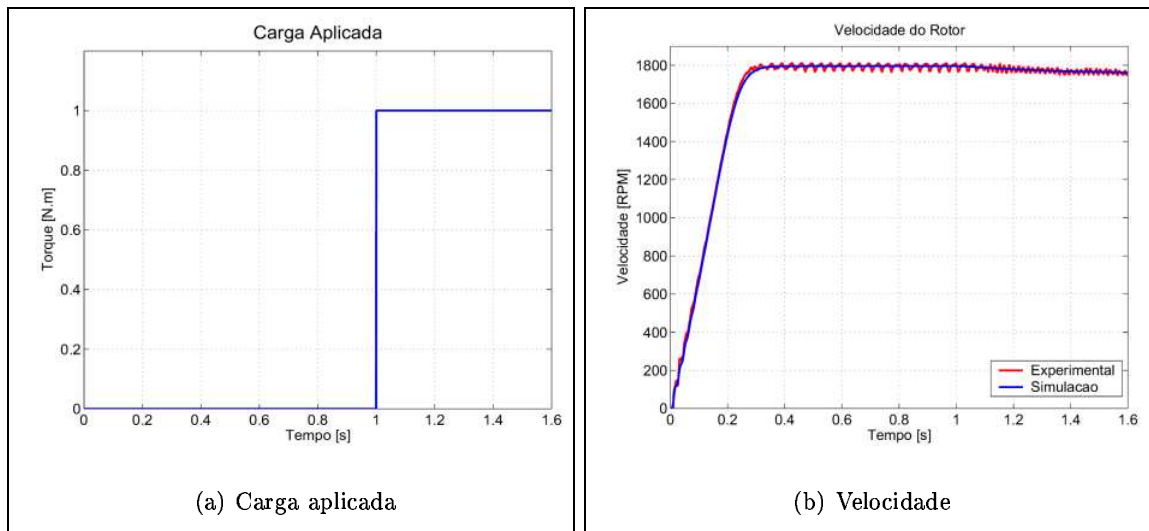 Carga Aplicada
Torque [N.m]
1
0.8
0.6
0.4
0.2
0
0 0.2 0.4 0.6 0.8 1 1.2 1.4 1.6
Tempo [s]
(a) Carga aplicada
Velocidade do Rotor
Velocidade [RPM]
1800
1600
1400
1200
1000
800
600
400
200
0
0 0.2 0.4 0.6 0.8 1 1.2 1.4 1.6
Tempo [s]
Experimental
Simulacao
(b) Velocidade